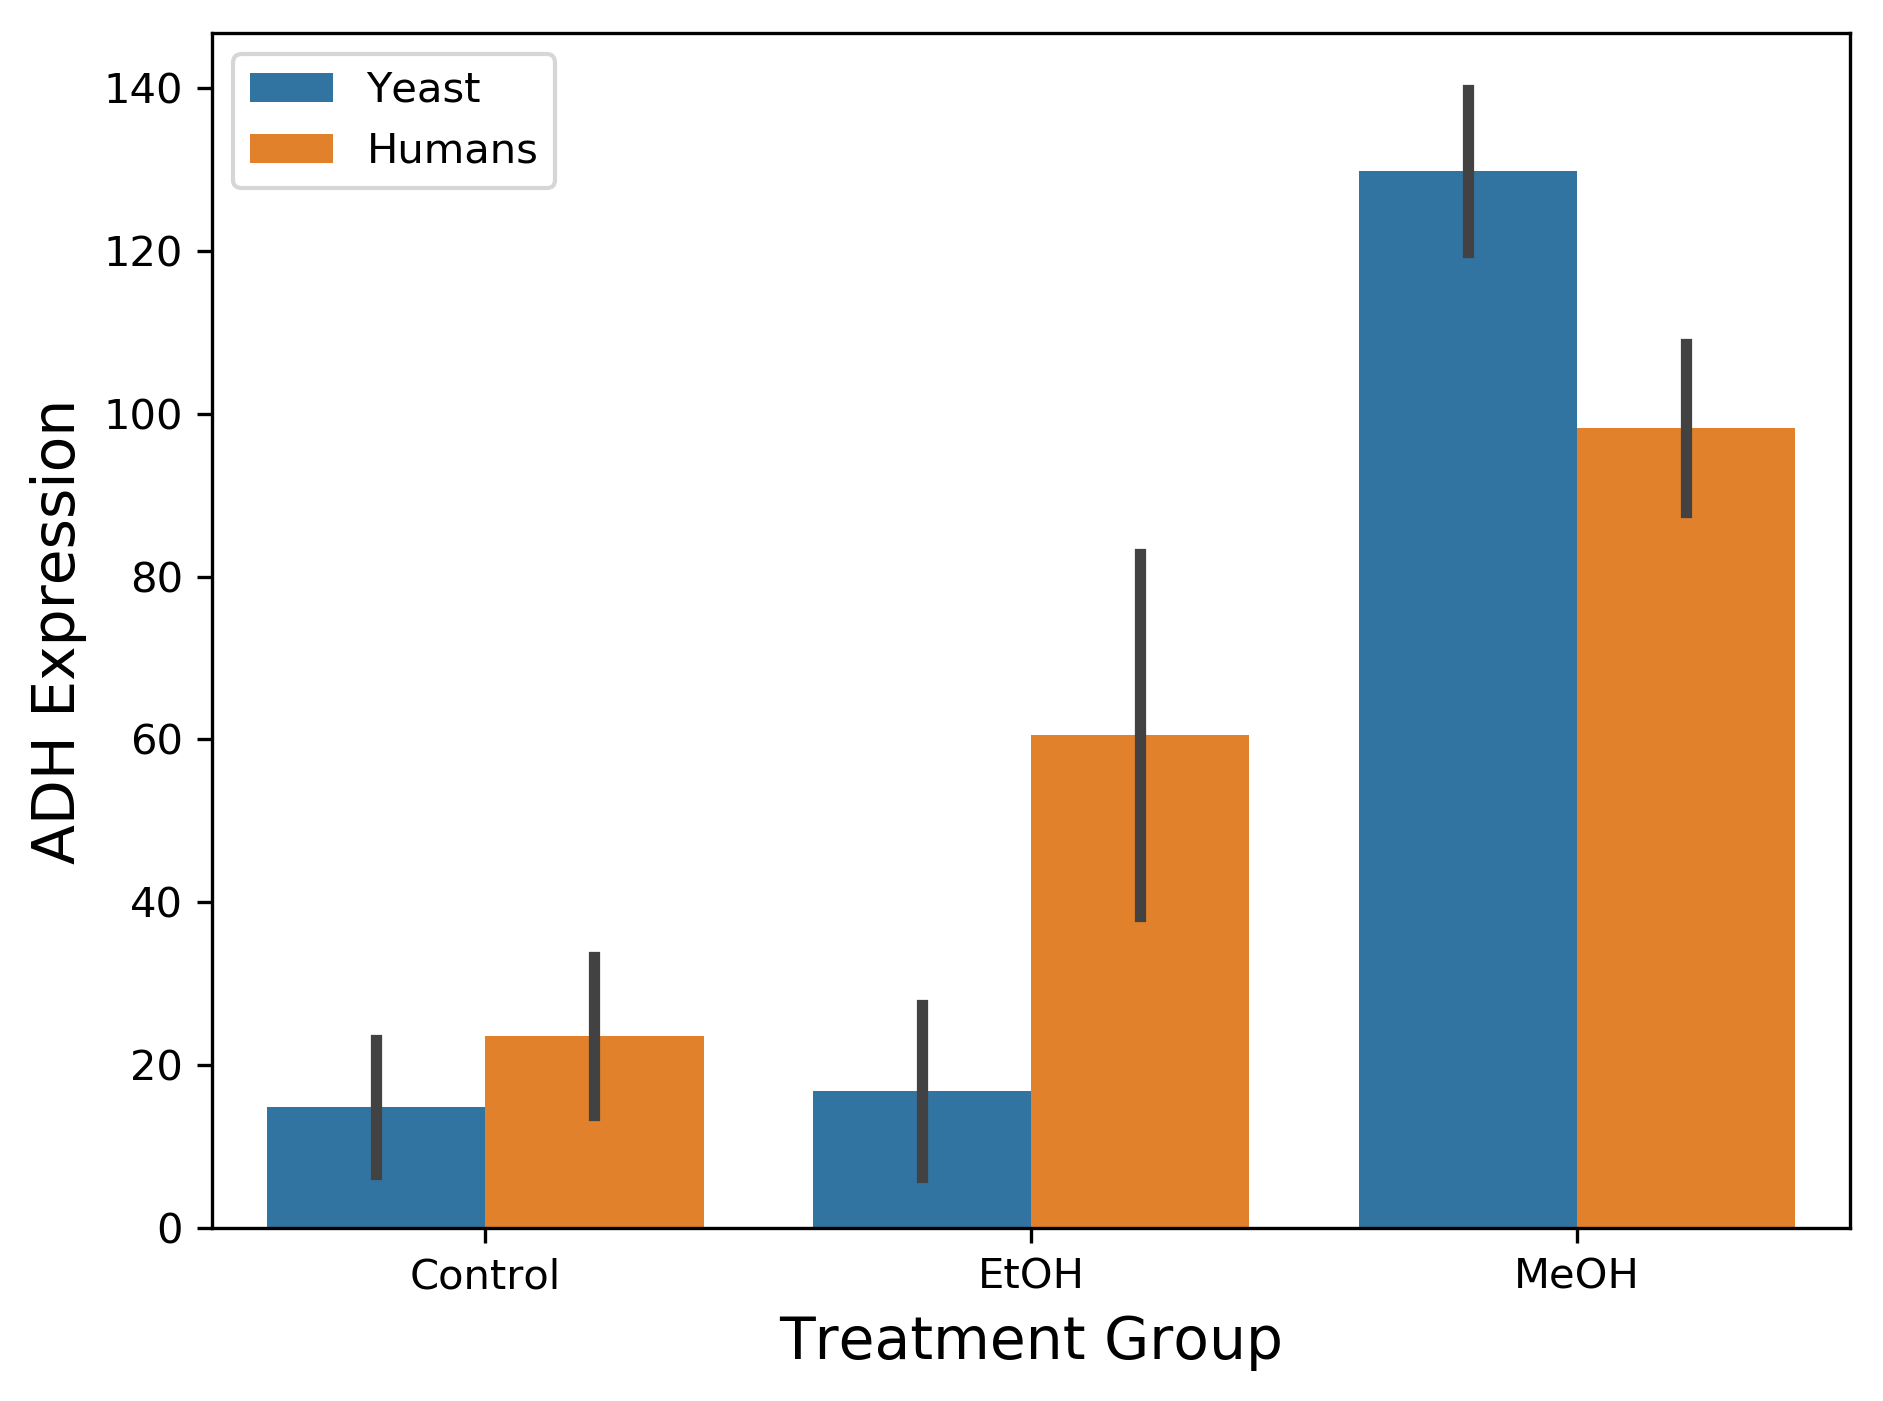 Yeast
Humans
140
120
100
80
60
40
20
0
ADH Expression
Control
EtOH
MeOH
Treatment Group